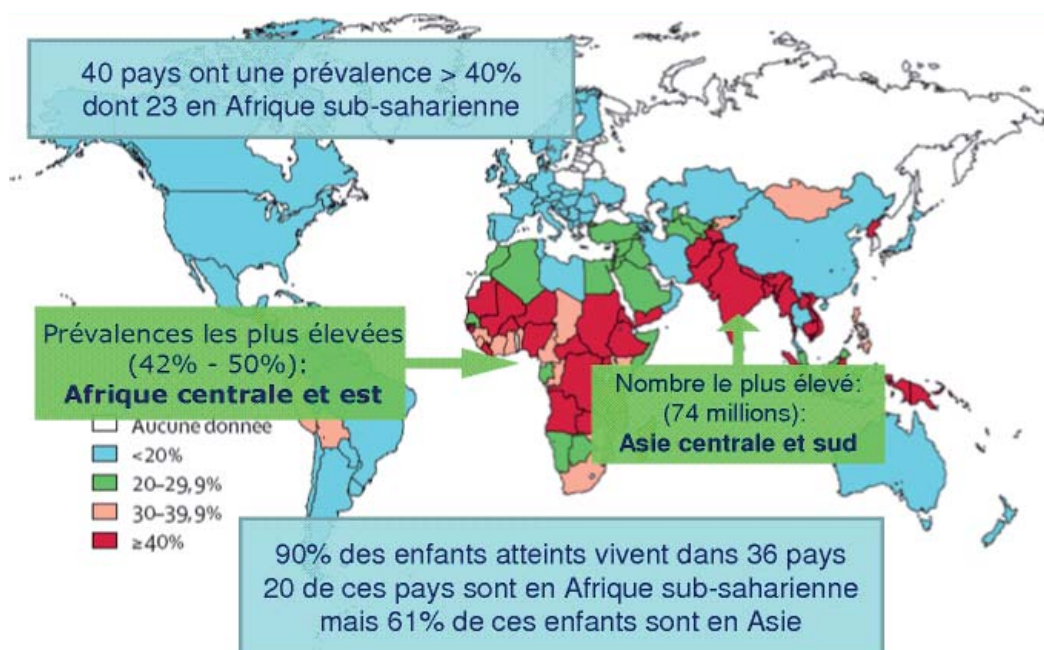 40 pays ont une prévalence > 40%
dont 23 en Afrique sub-saharienne
Prévalences les plus élevées
(42% - 50%):
Afrique centrale et est
Nombre le plus élevé:
(74 millions):
Asie centrale et sud
Aucune donnée
<20%
20–29,9%
30–39,9%
≥40%
90% des enfants atteints vivent dans 36 pays
20 de ces pays sont en Afrique sub-saharienne
mais 61% de ces enfants sont en Asie